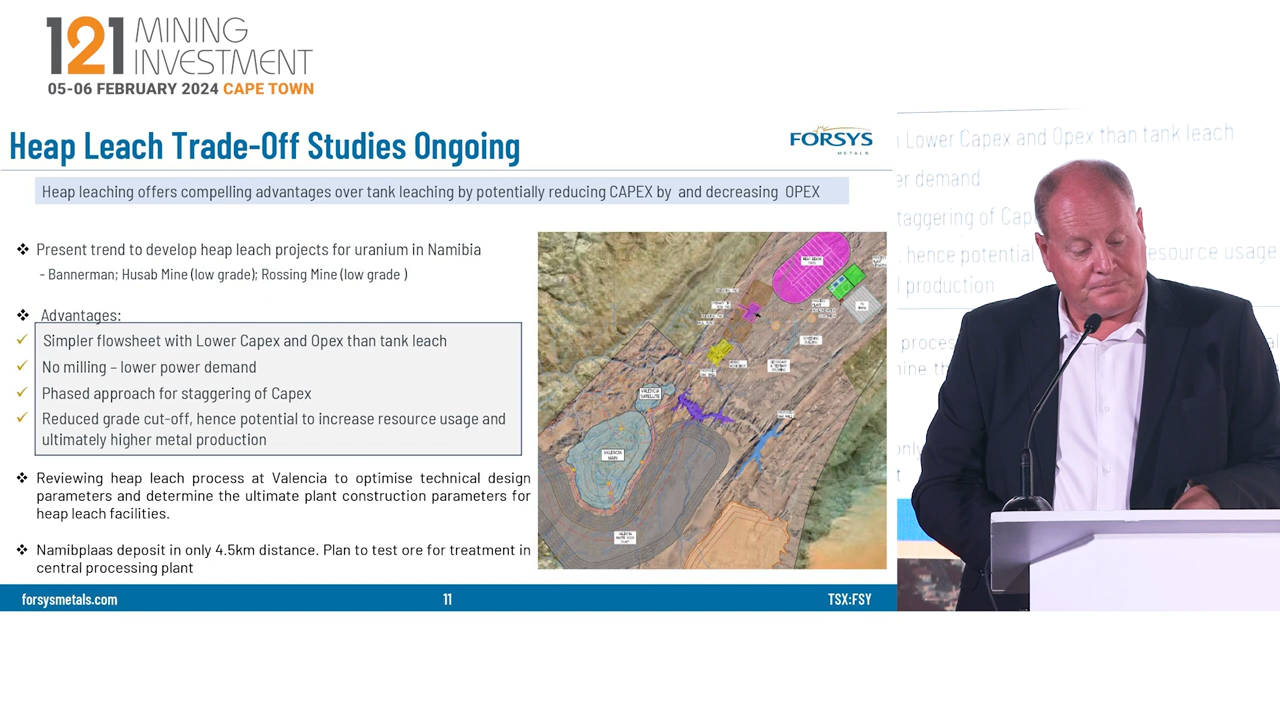 121 MINING
INVESTMENT
05-06 FEBRUARY 2024 CAPE TOWN
Heap Leach Trade-Off Studies Ongoing
FORSYS
METALS
Heap leaching offers compelling advantages over tank leaching by potentially reducing CAPEX by and decreasing OPEX
❖ Present trend to develop heap leach projects for uranium in Namibia
- Bannerman; Husab Mine (low grade); Rossing Mine (low grade )
❖ Advantages:
✓ Simpler flowsheet with Lower Capex and Opex than tank leach
✓ No milling – lower power demand
✓ Phased approach for staggering of Capex
✓ Reduced grade cut-off, hence potential to increase resource usage and
ultimately higher metal production
❖ Reviewing heap leach process at Valencia to optimise technical design
parameters and determine the ultimate plant construction parameters for
heap leach facilities.
❖ Namibplaas deposit in only 4.5km distance. Plan to test ore for treatment in
central processing plant
VALENCIA
SATELLITE
VALENCIA
MAIN
forsysmetals.com
11
TSX:FSY
Lower Capex and Opex than tank leach
er demand
taggering of Cap
, hence potential
esource usage
production